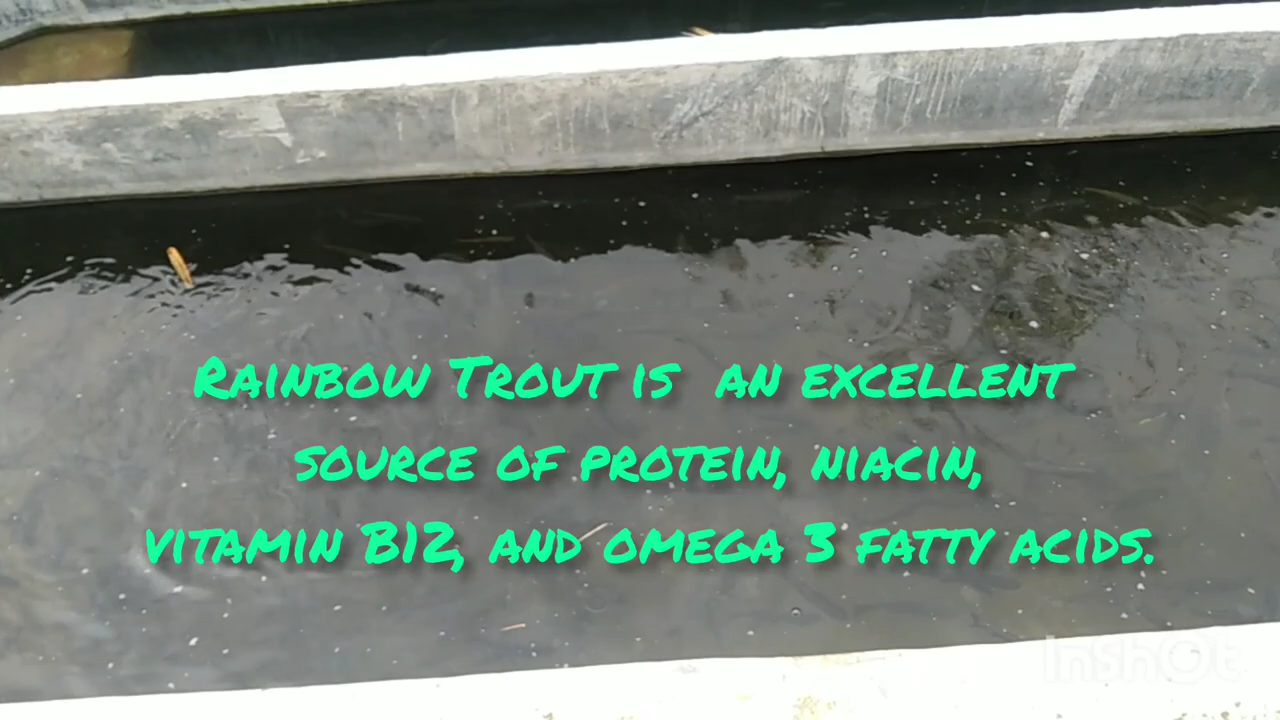 Rainbow Trout is an excellent
source of protein, niacin,
vitamin B12, and omega 3 fatty acids.
InShOt